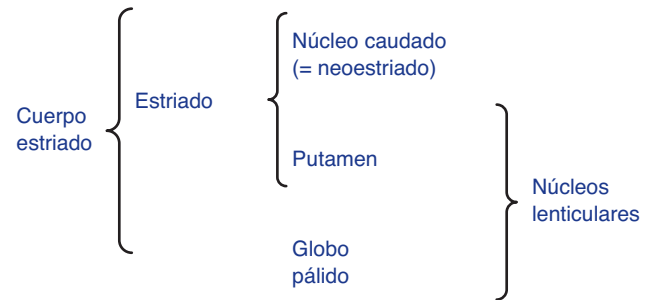 Cuerpo
estriado
Estriado
Núcleo caudado
(= neoestriado)
Putamen
Globo
pálido
Núcleos
lenticulares